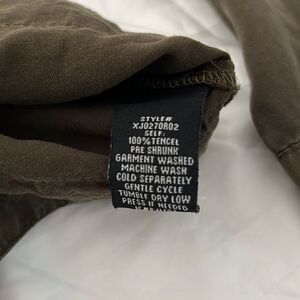 STYLE#
XJ0270R02
SELF:
100%TENCEL
PRE SHRUNK
GARMENT WASHED
MACHINE WASH
COLD SEPARATELY
GENTLE CYCLE
TUMBLE DRY LOW
PRESS IF NEEDED